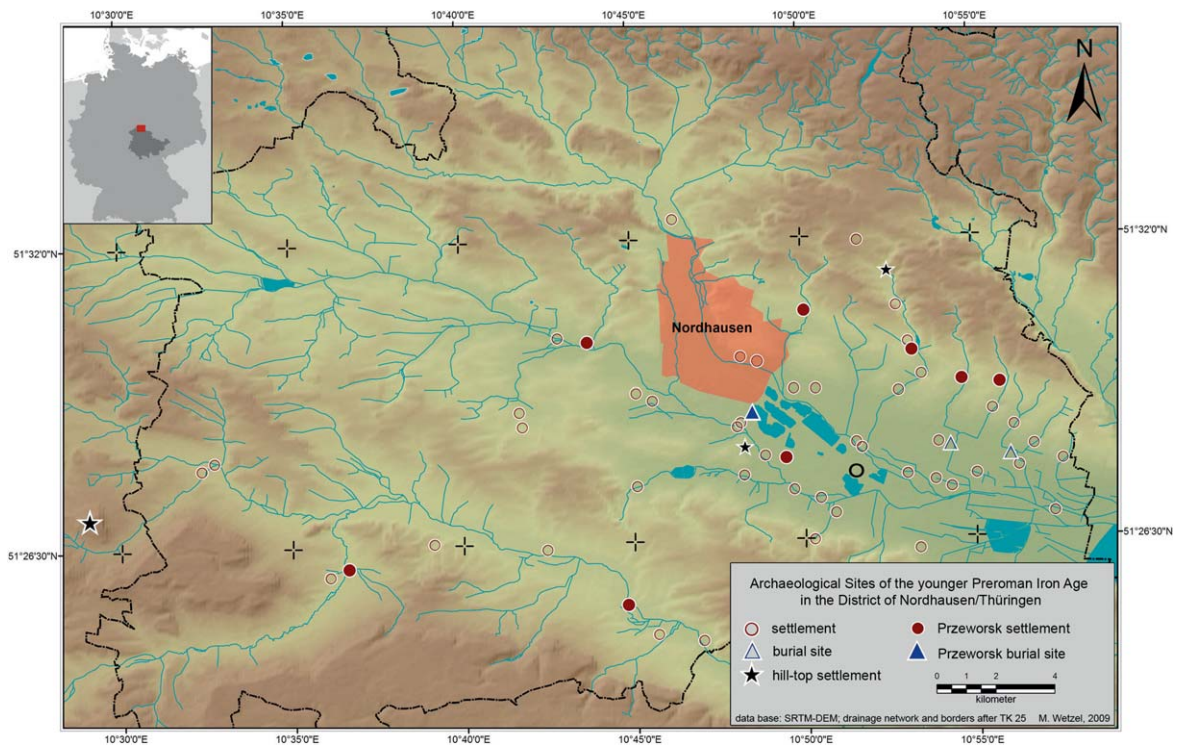 10°30'0"E 10°35'0"E 10°40'0"E 10°45'0"E 10°50'0"E 10°55'0"E
N
51°32'0"N 51°32'0"N
Nordhausen
51°26'30"N 51°26'30"N
Archaeological Sites of the younger Preroman Iron Age
in the District of Nordhausen/Thüringen
settlement Przeworsk settlement
burial site Przeworsk burial site
hill-top settlement
0 1 2 4
kilometer
data base: SRTM-DEM; drainage network and borders after TK 25 M. Wetzel, 2009
10°30'0"E 10°35'0"E 10°40'0"E 10°45'0"E 10°50'0"E 10°55'0"E